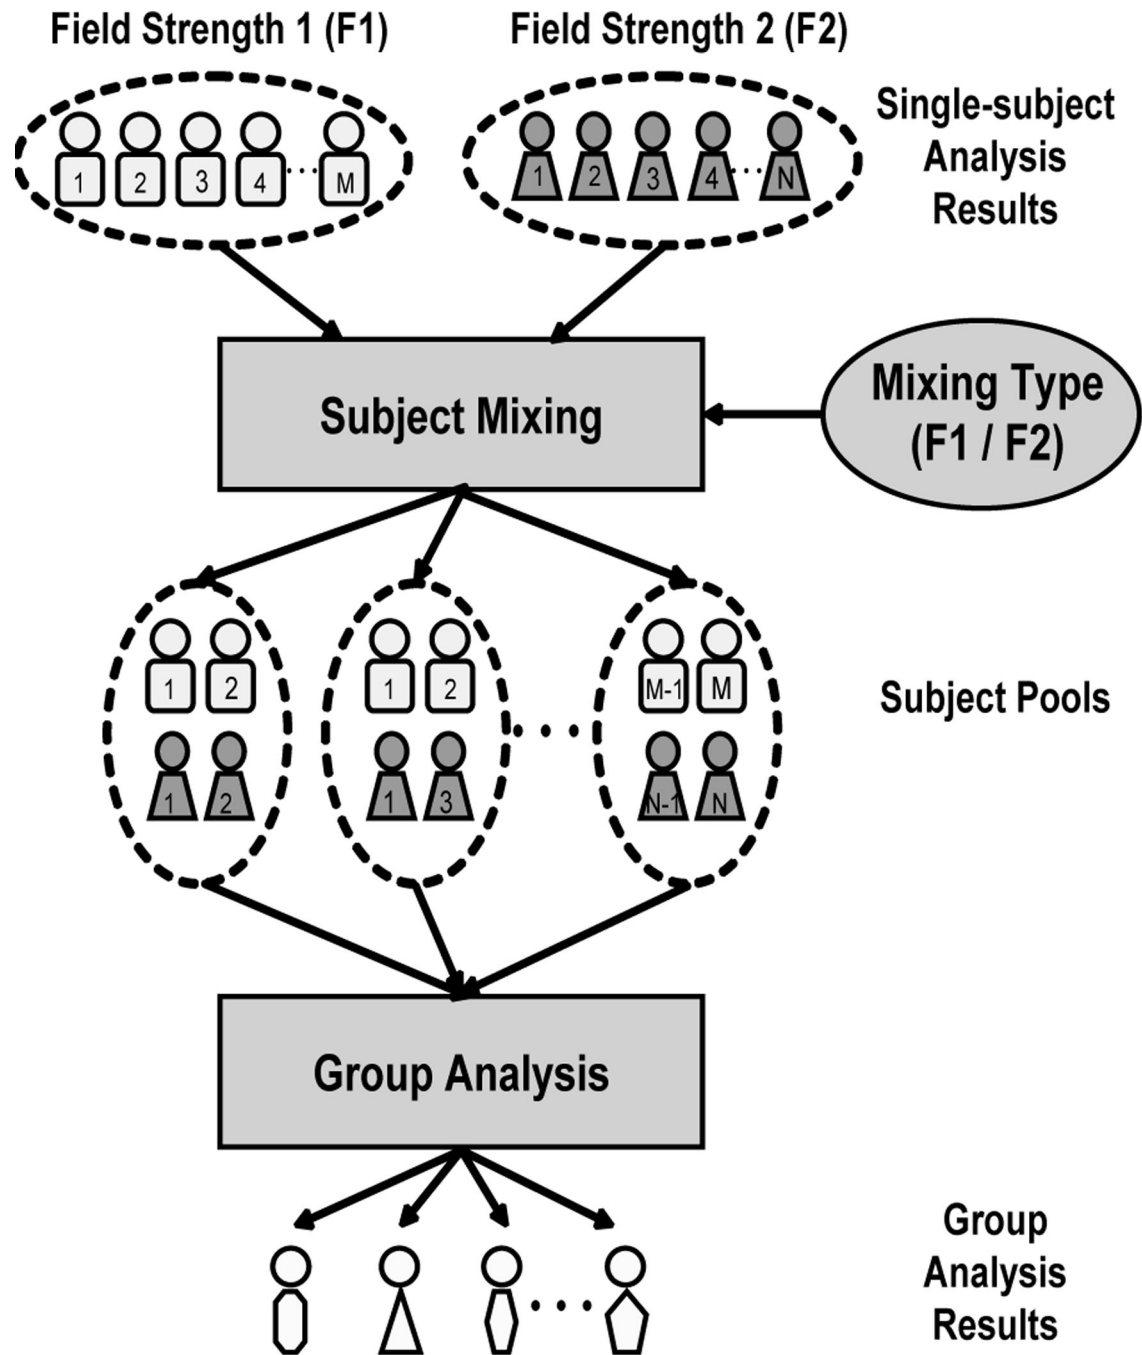 Field Strength 1 (F1) Field Strength 2 (F2)
Single-subject
Analysis
Results
1 2 3 4 ... M 1 2 3 4 ... N
Subject Mixing
Mixing Type
(F1 / F2)
1 2 1 2 M-1 M
...
Subject Pools
1 2 1 3 N-1 N
Group Analysis
Group
Analysis
Results
...